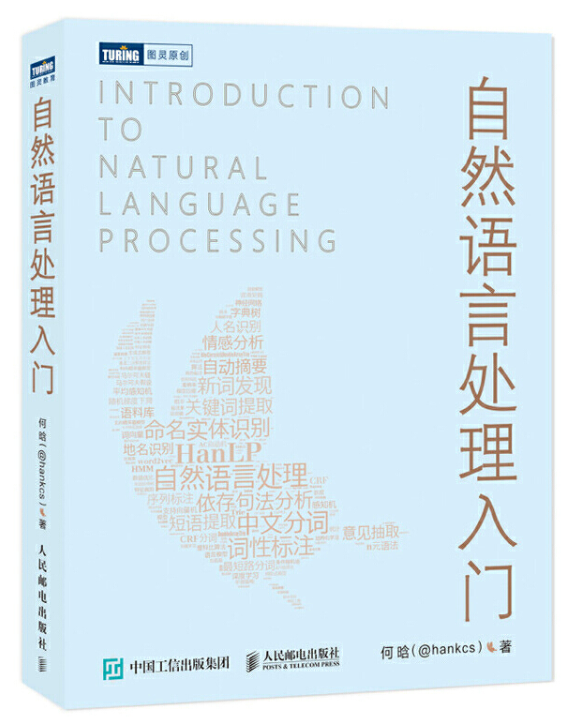 TURING
图灵教育
自然语言处理入门
何晗(@hankcs)
著
人民邮电出版社
TURING 图灵原创
INTRODUCTION
TO
NATURAL
LANGUAGE
PROCESSING
自然语言处理入门
字典树
人名识别
情感分析
自动摘要
新词发现
关键词提取
语料库
命名实体识别
地名识别 HanLP
HMM
自然语言处理
CRF
序列标注 依存句法分析
短语提取 中文分词
意见抽取
词性标注
最短路分词
中国工信出版集团
人民邮电出版社
POSTS & TELECOM PRESS
何晗(@hankcs) 著